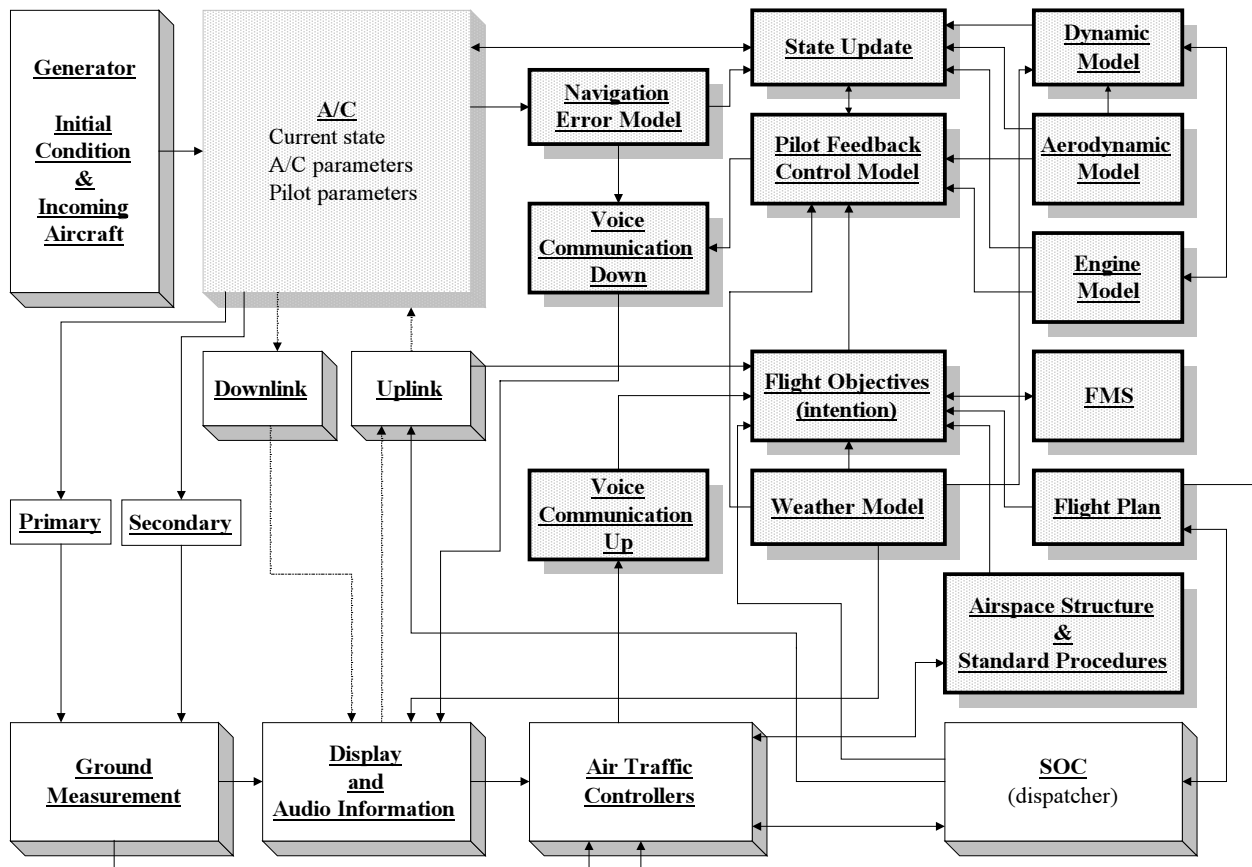 Generator
Initial
Condition
&
Incoming
Aircraft
A/C
Current state
A/C parameters
Pilot parameters
Navigation
Error Model
State Update
Dynamic
Model
Pilot Feedback
Control Model
Aerodynamic
Model
Voice
Communication
Down
Engine
Model
Downlink
Uplink
Flight Objectives
(intention)
FMS
Primary
Secondary
Voice
Communication
Up
Weather Model
Flight Plan
Airspace Structure
&
Standard Procedures
Ground
Measurement
Display
and
Audio Information
Air Traffic
Controllers
SOC
(dispatcher)